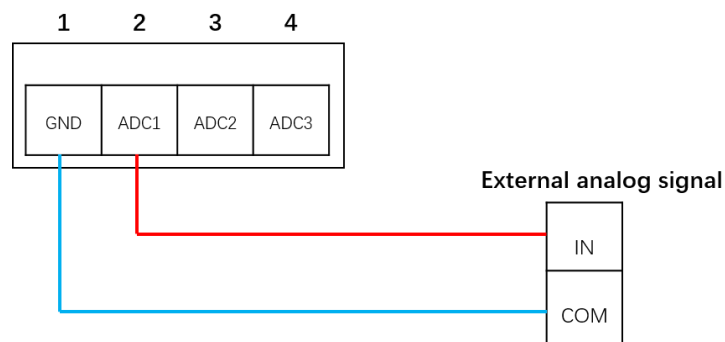 1 2 3 4
GND ADC1 ADC2 ADC3
External analog signal
IN
COM